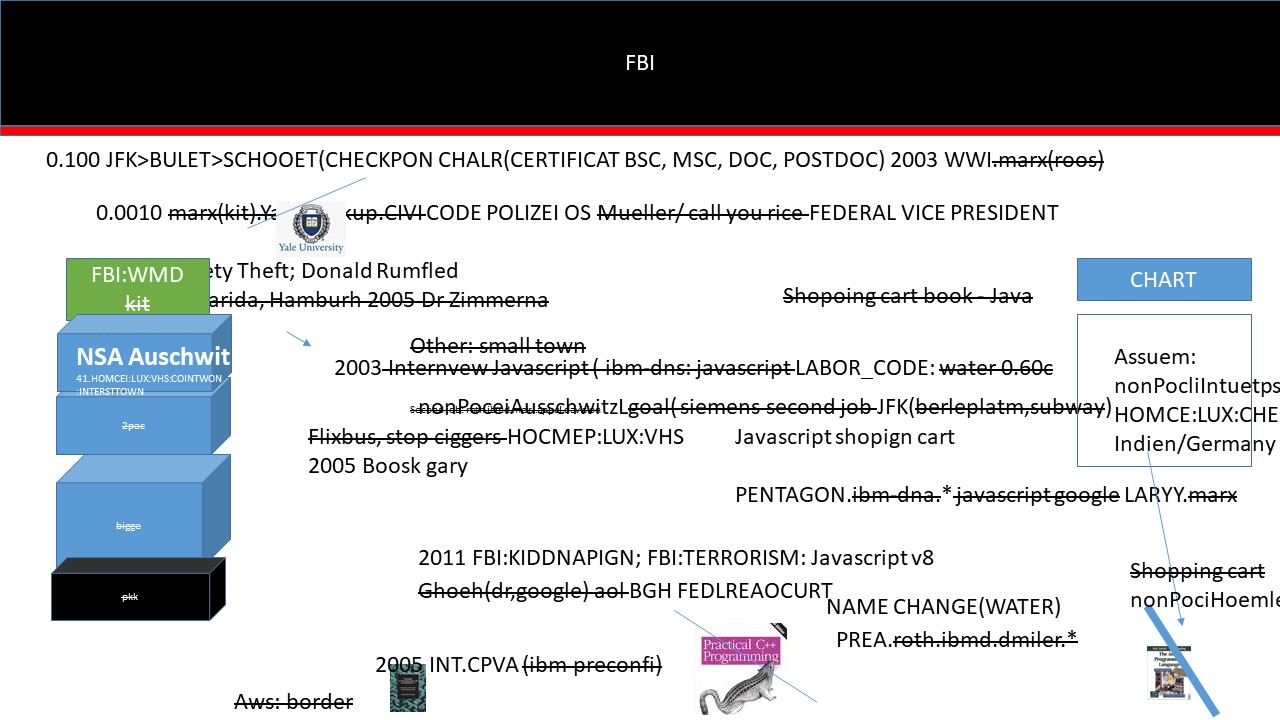 FBI
0.100 JFK>BULET>SCHOOET(CHECKPON CHALR(CERTIFICAT BSC, MSC, DOC, POSTDOC) 2003 WWI.marx(roos)
0.0010 marx(kit).Ya kup.CIVI CODE POLIZEI OS Mueller/ call you rice FEDERAL VICE PRESIDENT
Yale University
FBI:WMD
kit
ety Theft; Donald Rumfled
arida, Hamburh 2005 Dr Zimmerna
Shopoing cart book - Java
CHART
NSA Auschwit
41.HOMCEI:LUX:VHS:COINTWON
:INTERSTTOWN
Other: small town
2003 Internvew Javascript ( ibm-dns: javascript LABOR_CODE: water 0.60c
Assuem:
nonPocliIntuetps
HOMCE:LUX:CHE
Indien/Germany
nonPoceiAusschwitzLgoal( siemens second job JFK(berleplatm,subway)
2pac
Flixbus, stop ciggers HOCMEP:LUX:VHS
Javascript shopign cart
2005 Boosk gary
PENTAGON.ibm-dna.* javascript google LARYY.marx
bigge
2011 FBI:KIDDNAPIGN; FBI:TERRORISM: Javascript v8
Ghoeh(dr,google) aol BGH FEDLREAOCURT
pkk
NAME CHANGE(WATER)
PREA.roth.ibmd.dmiler.*
Shopping cart
nonPociHoemle
2005 INT.CPVA (ibm preconfi)
Practical C++
Programming
Aws: border